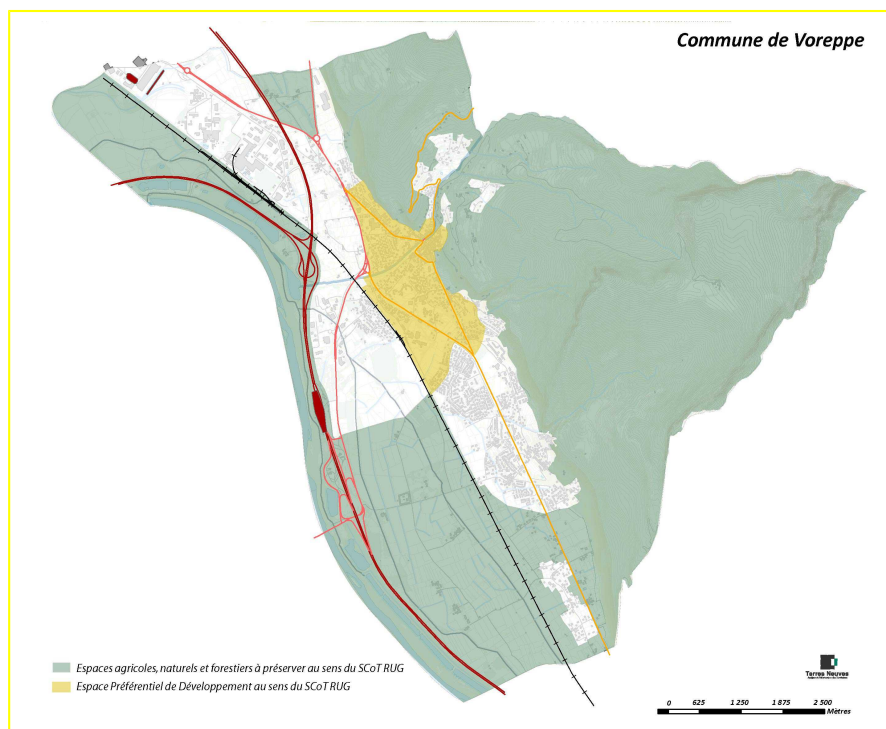 Commune de Voreppe
Espaces agricoles, naturels et forestiers à préserver au sens du SCoT RUG
Espace Préférentiel de Développement au sens du SCoT RUG
Terres Neuves
0 625 1 250 1 875 2 500
Mètres